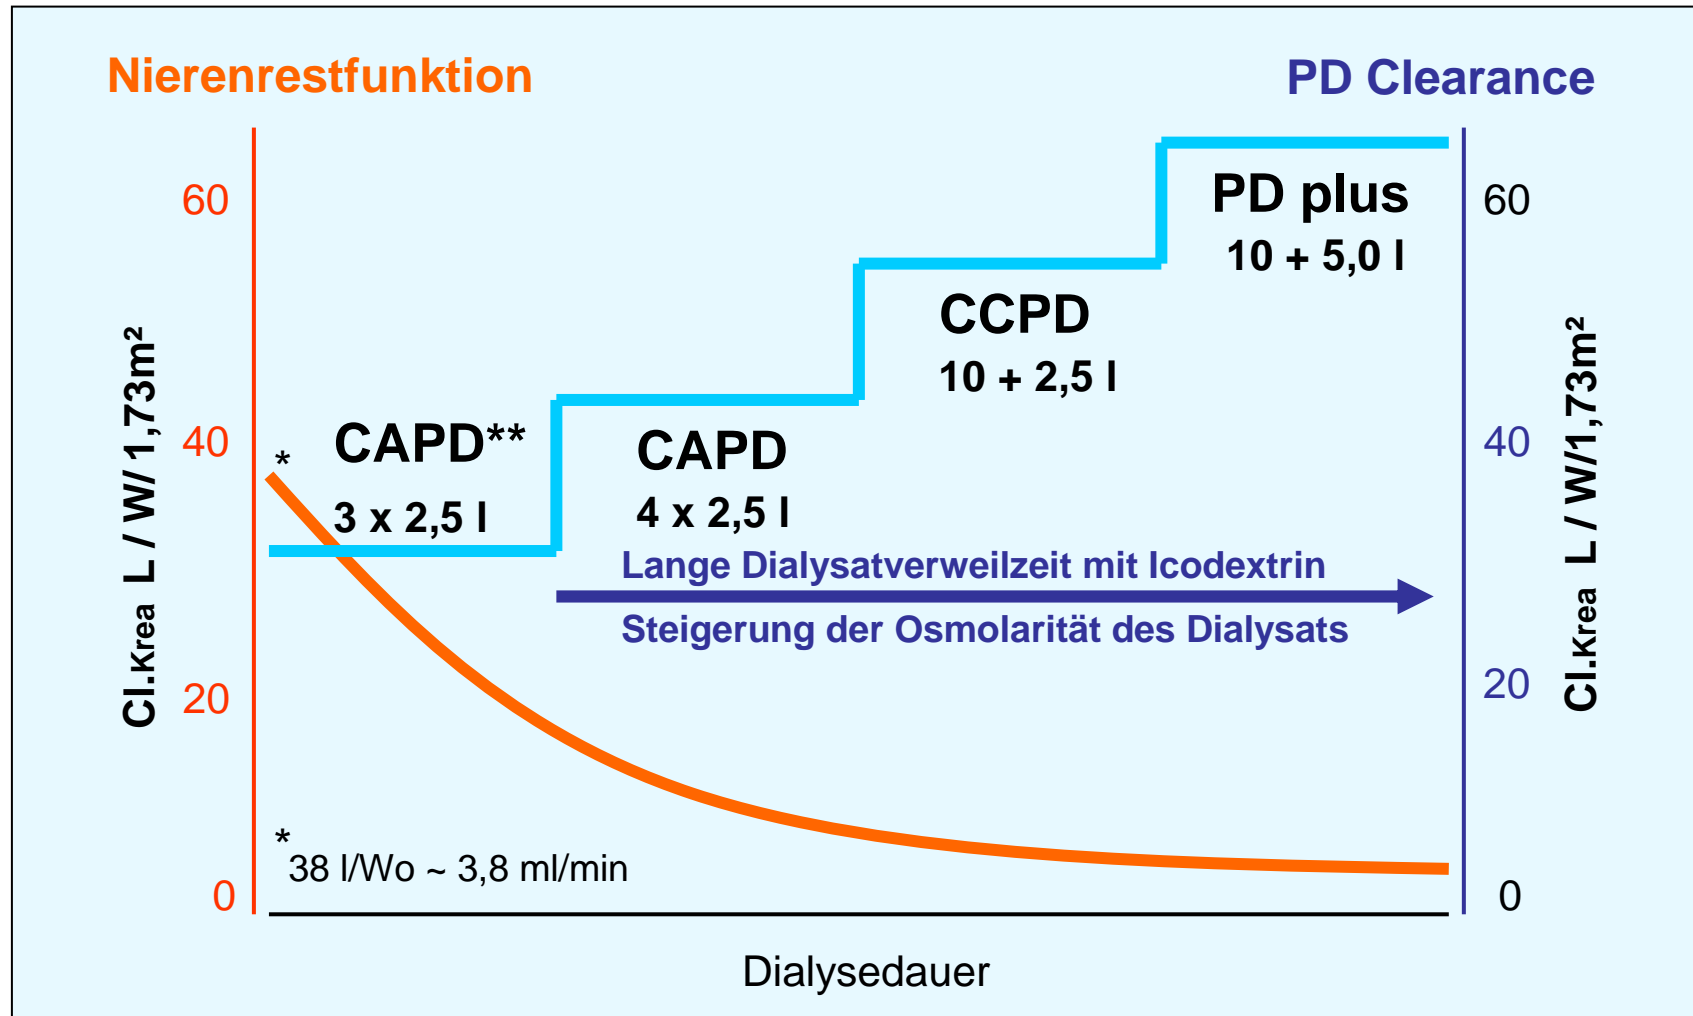 Nierenrestfunktion
PD Clearance
60
40
20
0
Cl.Krea L / W/ 1,73m²
60
40
20
0
Cl.Krea L / W/1,73m²
PD plus
10 + 5,0 l
CCPD
10 + 2,5 l
CAPD**
3 x 2,5 l
CAPD
4 x 2,5 l
*
Lange Dialysatverweilzeit mit Icodextrin
Steigerung der Osmolarität des Dialysats
*
38 l/Wo ~ 3,8 ml/min
Dialysedauer